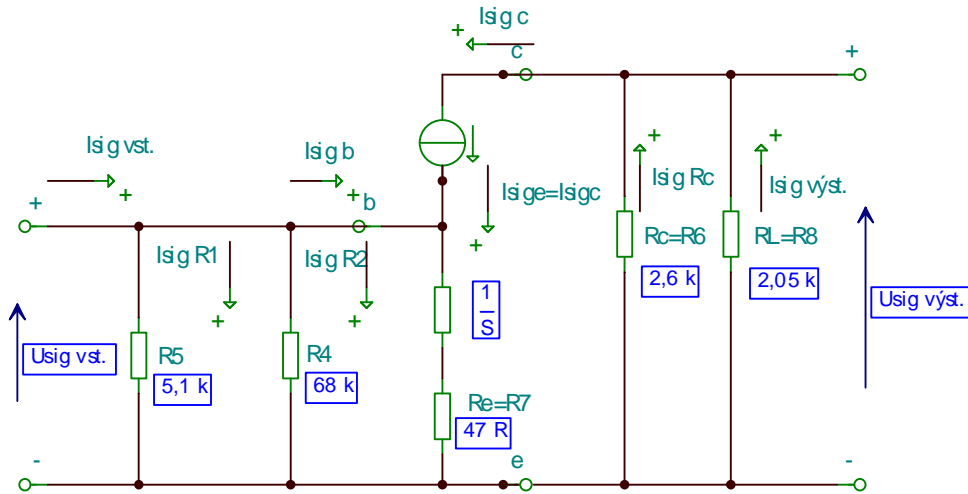 Isig c
+
c
+
Isig vst.
+
Isig b
+
b
+
Isige=Isigc
+
+
Isig Rc
+
Isig výst.
Isig R1
+
Isig R2
+
Rc=R6
2,6 k
RL=R8
2,05 k
1
S
Usig výst.
Usig vst.
R5
5,1 k
R4
68 k
Re=R7
47 R
-
e
-